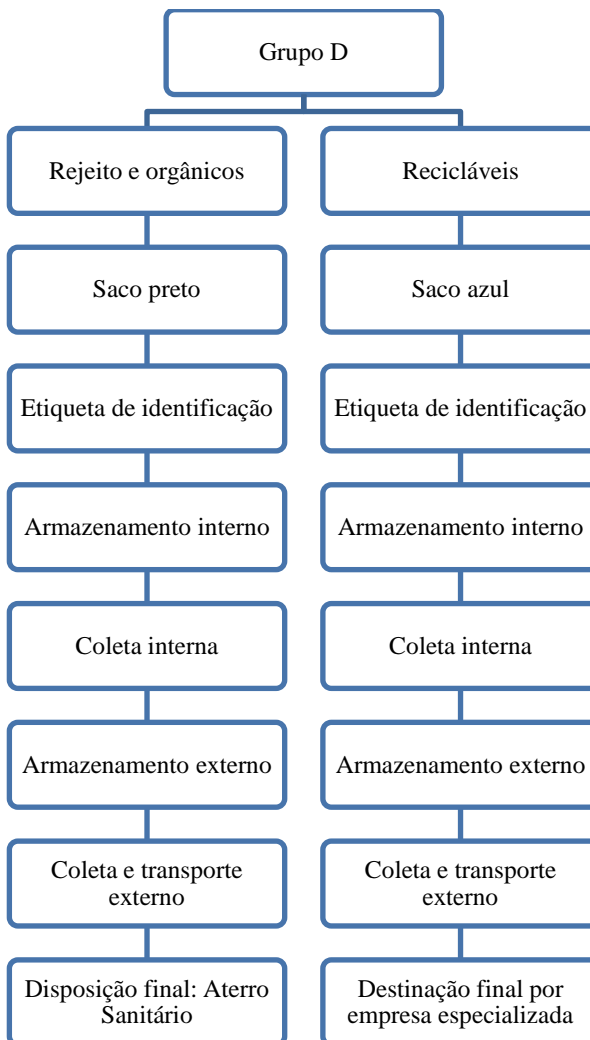 Grupo D
Rejeito e orgânicos
Recicláveis
Saco preto
Saco azul
Etiqueta de identificação
Etiqueta de identificação
Armazenamento interno
Armazenamento interno
Coleta interna
Coleta interna
Armazenamento externo
Armazenamento externo
Coleta e transporte
externo
Coleta e transporte
externo
Disposição final: Aterro
Sanitário
Destinação final por
empresa especializada